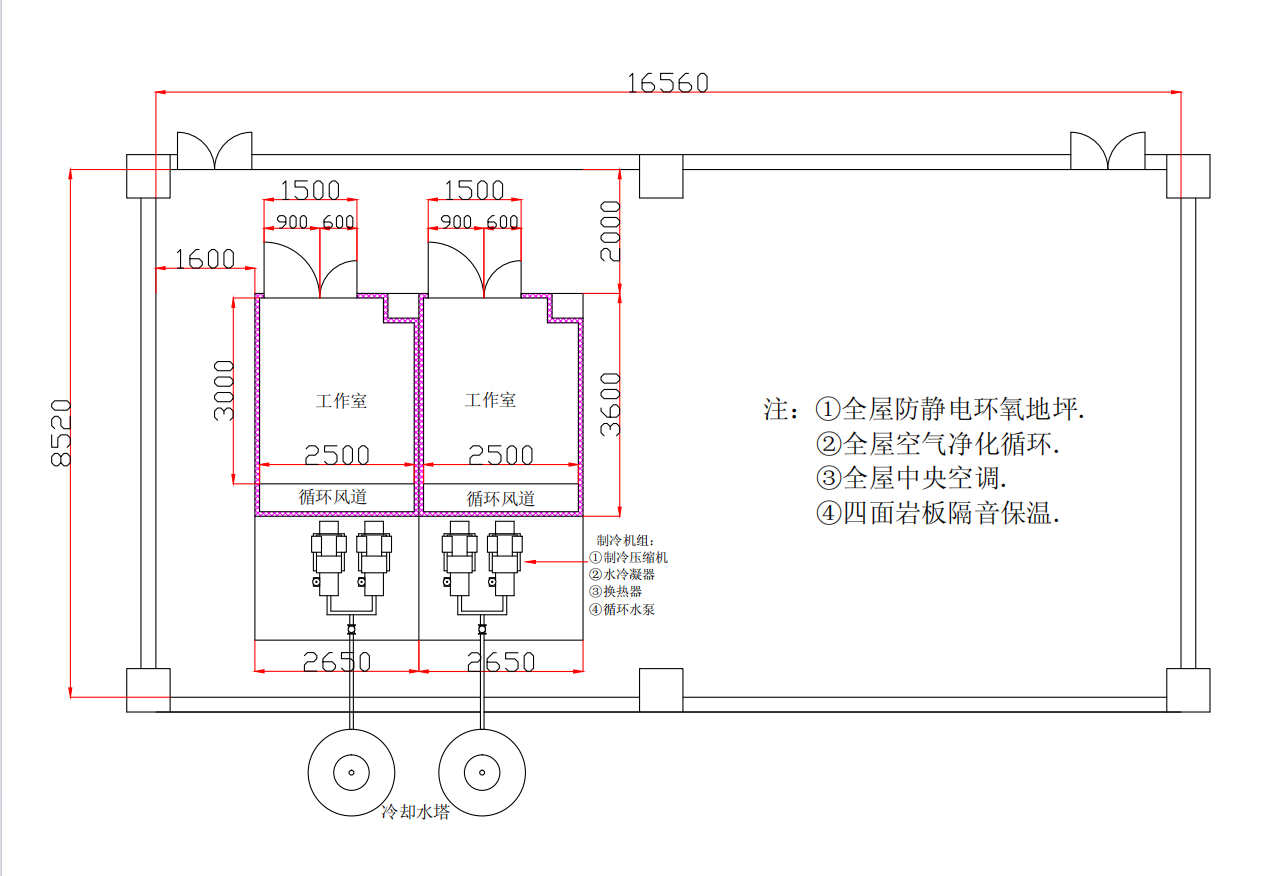 16560
1500
1500
900
600
900
600
2000
1600
3000
3600
8520
工作室
工作室
2500
2500
循环风道
循环风道
注：①全屋防静电环氧地坪.
②全屋空气净化循环.
③全屋中央空调.
④四面岩板隔音保温.
制冷机组：
①制冷压缩机
②水冷凝器
③换热器
④循环水泵
2650
2650
冷却水塔